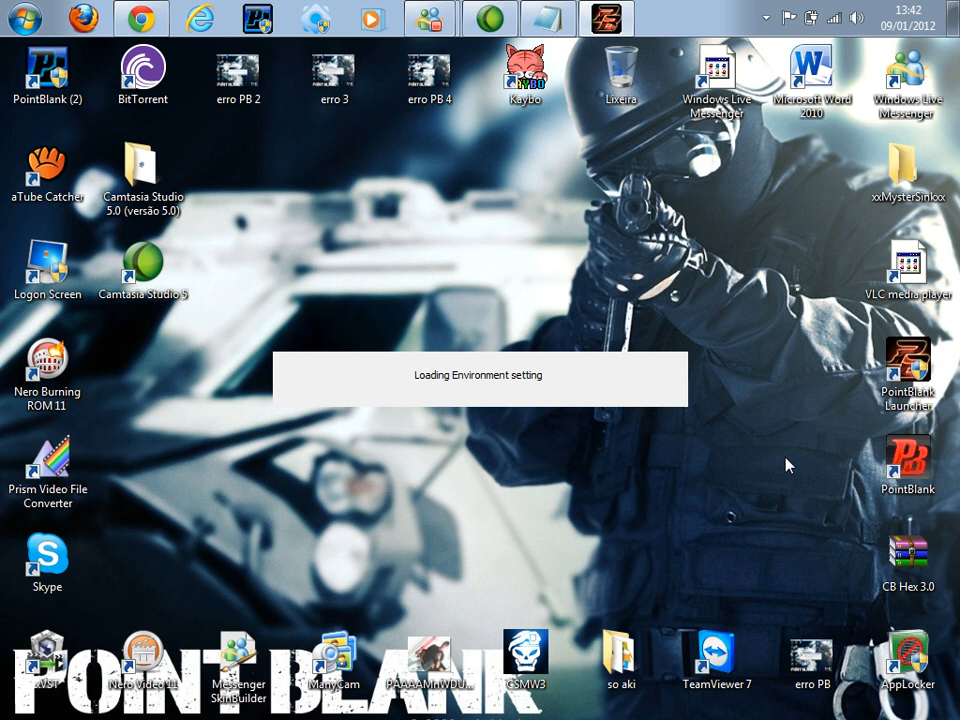 13:42
09/01/2012
PointBlank (2)
BitTorrent
erro PB 2
erro 3
erro PB 4
KAYBO
Kaybo
Lixeira
Windows Live
Messenger
Microsoft Word
2010
Windows Live
Messenger
aTube Catcher
Camtasia Studio
5.0 (versão 5.0)
xxMysterSinkxx
Logon Screen
Camtasia Studio 5
VLC media player
Loading Environment setting
Nero Burning
ROM 11
PointBlank
Launcher
Prism Video File
Converter
PointBlank
Skype
CB Hex 3.0
POINT BLANK
Nero Video 11
Messenger
SkinBuilder
ManyCam
CSMW3
so aki
TeamViewer 7
erro PB
AppLocker